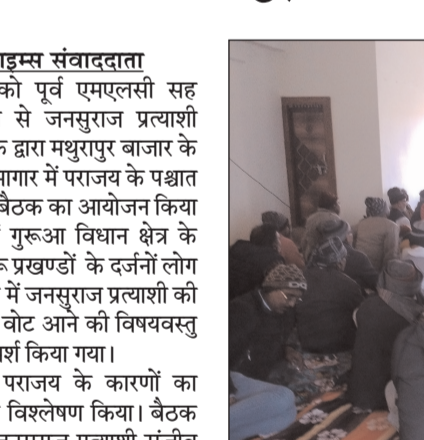 संवाददाता
को पूर्व एमएलसी सह
से जनसुराज प्रत्याशी
द्वारा मथुरापुर बाजार के
में पराजय के पश्चात
बैठक का आयोजन किया
गुरूआ विधान क्षेत्र के
प्रखण्डों के दर्जनों लोग
में जनसुराज प्रत्याशी की
वोट आने की विषयवस्तु
किया गया।
पराजय के कारणों का
विश्लेषण किया। बैठक